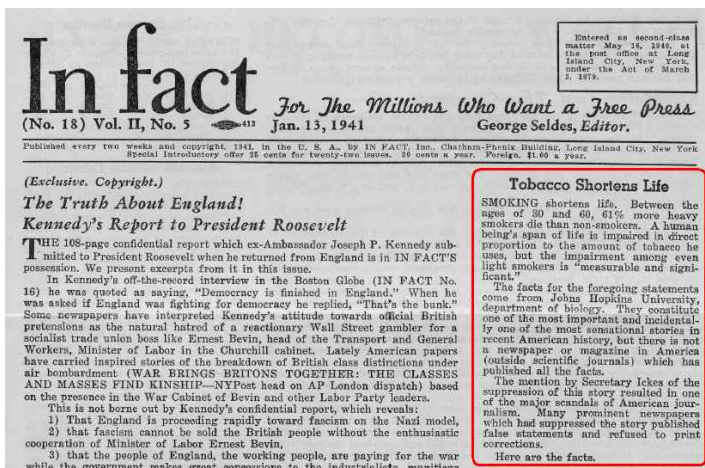 In fact
Entered as second-class
matter May 16, 1940, at
the post office at Long
Island City, New York,
under the Act of March
3, 1879.
For The Millions Who Want a Free Press
(No. 18) Vol. II, No. 5 412 Jan. 13, 1941 George Seldes, Editor.
Published every two weeks and copyright, 1941, in the U. S. A., by IN FACT, Inc., Chatham-Phenix Building, Long Island City, New York
Special Introductory offer 25 cents for twenty-two issues. 50 cents a year. Foreign, $1.00 a year.
(Exclusive. Copyright.)
The Truth About England!
Kennedy's Report to President Roosevelt
THE 108-page confidential report which ex-Ambassador Joseph P. Kennedy sub-
mitted to President Roosevelt when he returned from England is in IN FACT'S
possession. We present excerpts from it in this issue.
In Kennedy's off-the-record interview in the Boston Globe (IN FACT No.
16) he was quoted as saying, "Democracy is finished in England." When he
was asked if England was fighting for democracy he replied, "That's the bunk."
Some newspapers have interpreted Kennedy's attitude towards official British
pretensions as the natural hatred of a reactionary Wall Street gambler for a
socialist trade union boss like Ernest Bevin, head of the Transport and General
Workers, Minister of Labor in the Churchill cabinet. Lately American papers
have carried inspired stories of the breakdown of British class distinctions under
air bombardment (WAR BRINGS BRITONS TOGETHER: THE CLASSES
AND MASSES FIND KINSHIP—NYPost head on AP London dispatch) based
on the presence in the War Cabinet of Bevin and other Labor Party leaders.
This is not borne out by Kennedy's confidential report, which reveals:
1) That England is proceeding rapidly toward fascism on the Nazi model,
2) that fascism cannot be sold the British people without the enthusiastic
cooperation of Minister of Labor Ernest Bevin,
3) that the people of England, the working people, are paying for the war
while the government makes great concessions to the industrialists, munitions
Tobacco Shortens Life
SMOKING shortens life. Between the
ages of 30 and 60, 61% more heavy
smokers die than non-smokers. A human
being's span of life is impaired in direct
proportion to the amount of tobacco he
uses, but the impairment among even
light smokers is "measurable and signi-
ficant."
The facts for the foregoing statements
come from Johns Hopkins University,
department of biology. They constitute
one of the most important and incidental-
ly one of the most sensational stories in
recent American history, but there is not
a newspaper or magazine in America
(outside scientific journals) which has
published all the facts.
The mention by Secretary Ickes of the
suppression of this story resulted in one
of the major scandals of American jour-
nalism. Many prominent newspapers
which had suppressed the story published
false statements and refused to print
corrections.
Here are the facts.